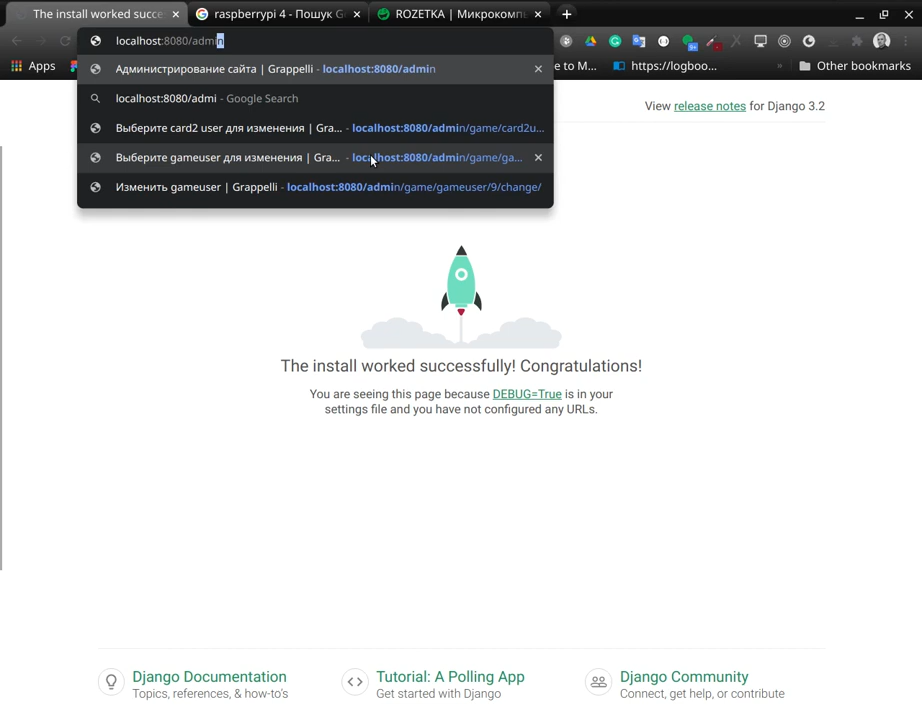 The install worked succe
raspberrypi 4 - Пошук G
ROZETKA | Микрокомп
localhost:8080/admin
Apps
e to M...
https://logboo...
»
Other bookmarks
9+
Администрирование сайта | Grappelli - localhost:8080/admin
localhost:8080/admi - Google Search
Выберите card2 user для изменения | Gra... - localhost:8080/admin/game/card2u...
Выберите gameuser для изменения | Gra... - localhost:8080/admin/game/ga...
Изменить gameuser | Grappelli - localhost:8080/admin/game/gameuser/9/change/
View release notes for Django 3.2
The install worked successfully! Congratulations!
You are seeing this page because DEBUG=True is in your
settings file and you have not configured any URLs.
Django Documentation
Topics, references, & how-to's
Tutorial: A Polling App
Get started with Django
Django Community
Connect, get help, or contribute